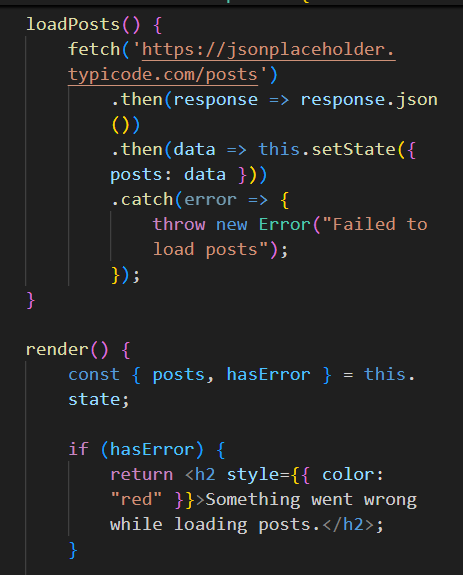 loadPosts() {
fetch('https://jsonplaceholder.
typicode.com/posts')
.then(response => response.json
())
.then(data => this.setState({
posts: data }))
.catch(error => {
throw new Error("Failed to
load posts");
});
}
render() {
const { posts, hasError } = this.
state;
if (hasError) {
return <h2 style={{ color:
"red" }}>Something went wrong
while loading posts.</h2>;
}